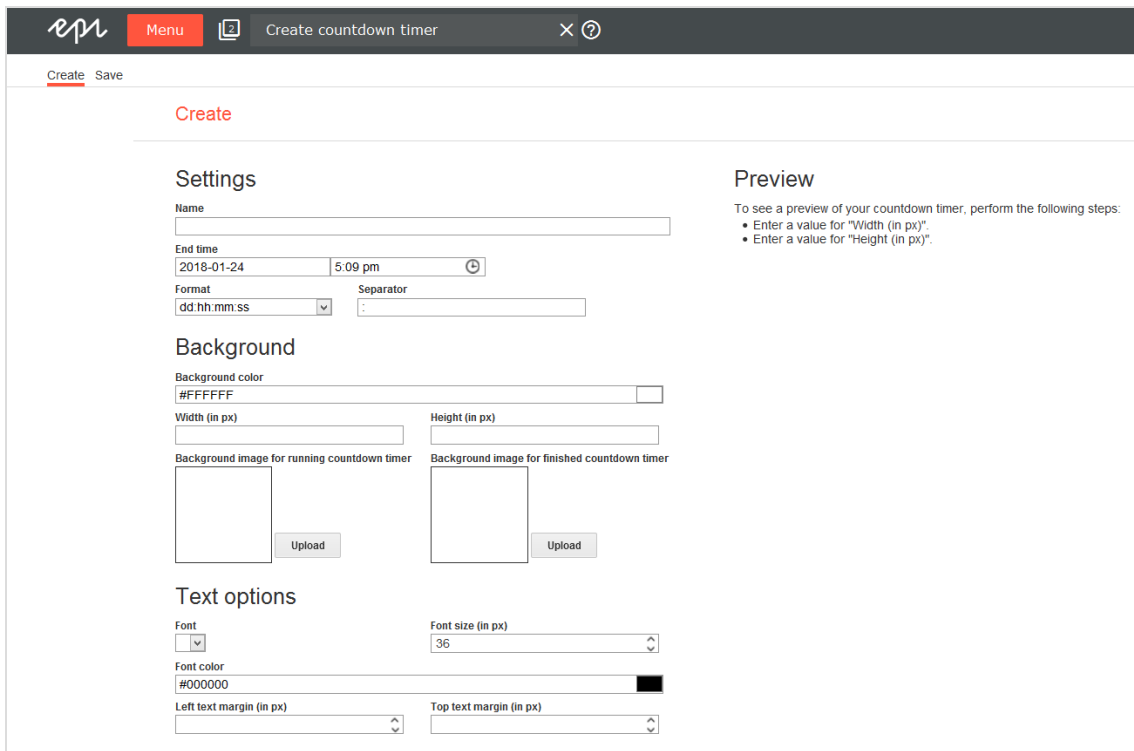 epi Menu 2 Create countdown timer
Create Save
Create
Settings
Name
End time
2018-01-24 5:09 pm
Format Separator
dd:hh:mm:ss :
Background
Background color
#FFFFFF
Width (in px) Height (in px)
Background image for running countdown timer Background image for finished countdown timer
Upload Upload
Text options
Font Font size (in px)
36
Font color
#000000
Left text margin (in px) Top text margin (in px)
Preview
To see a preview of your countdown timer, perform the following steps:
• Enter a value for "Width (in px)".
• Enter a value for "Height (in px)".